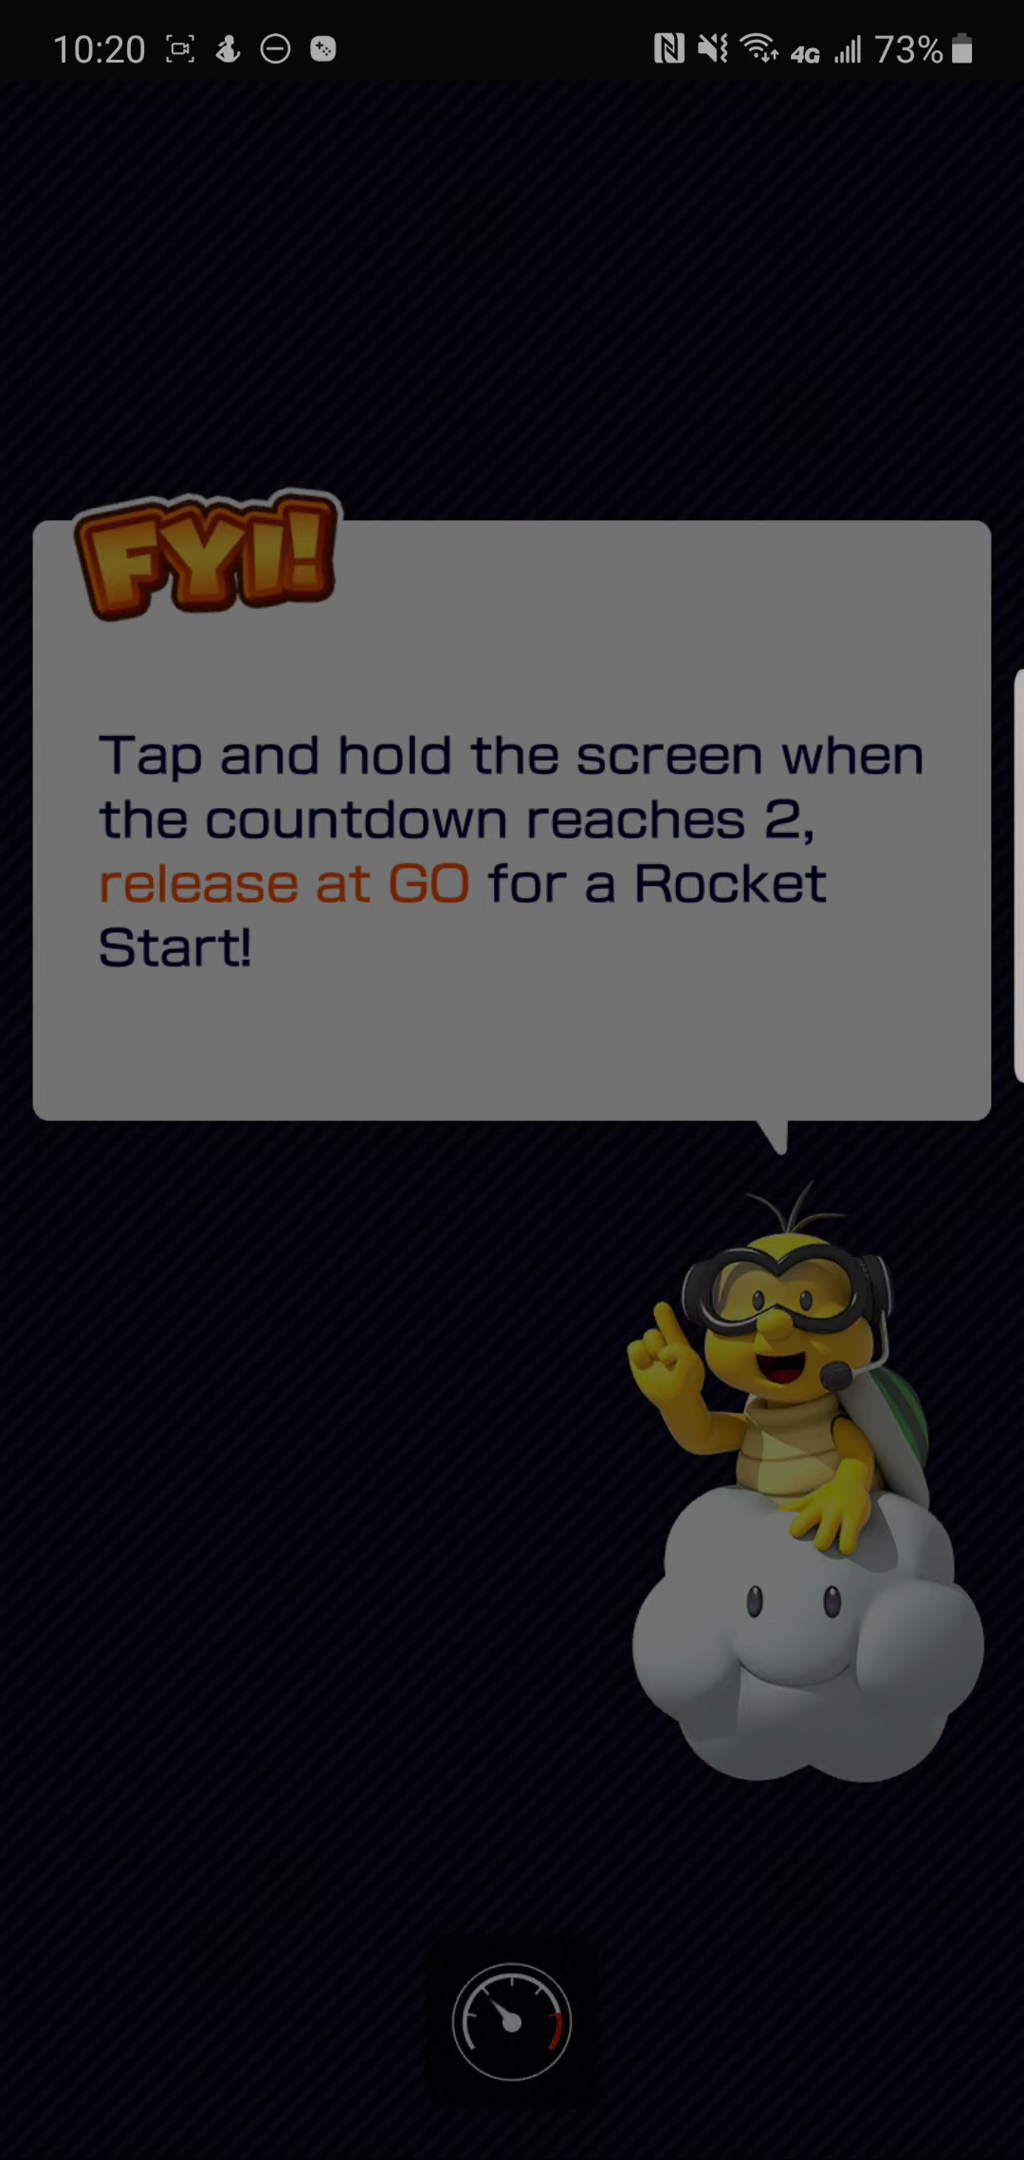 10:20 4G 73%
FYI!
Tap and hold the screen when
the countdown reaches 2,
release at GO for a Rocket
Start!